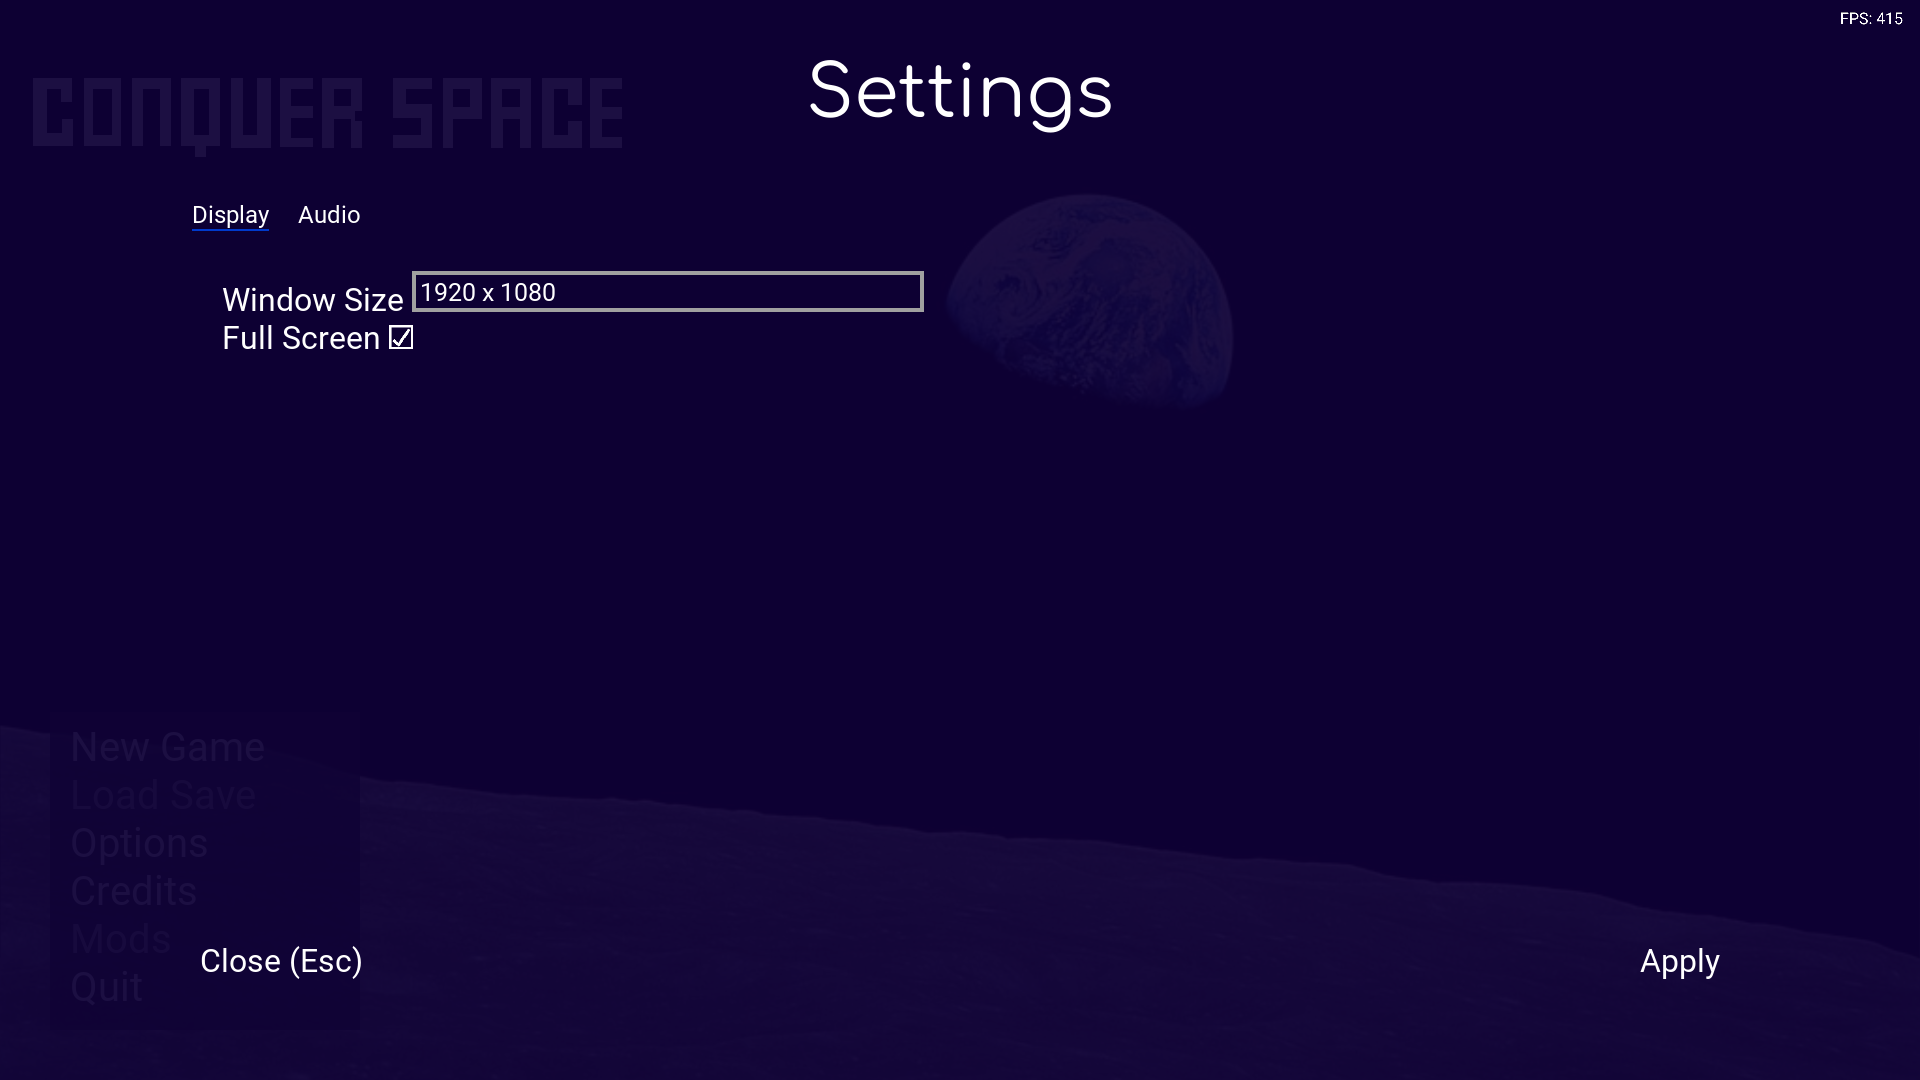 FPS: 415
CONQUER SPACE
Settings
Display Audio
Window Size 1920 x 1080
Full Screen
New Game
Load Save
Options
Credits
Mods
Quit
Close (Esc)
Apply